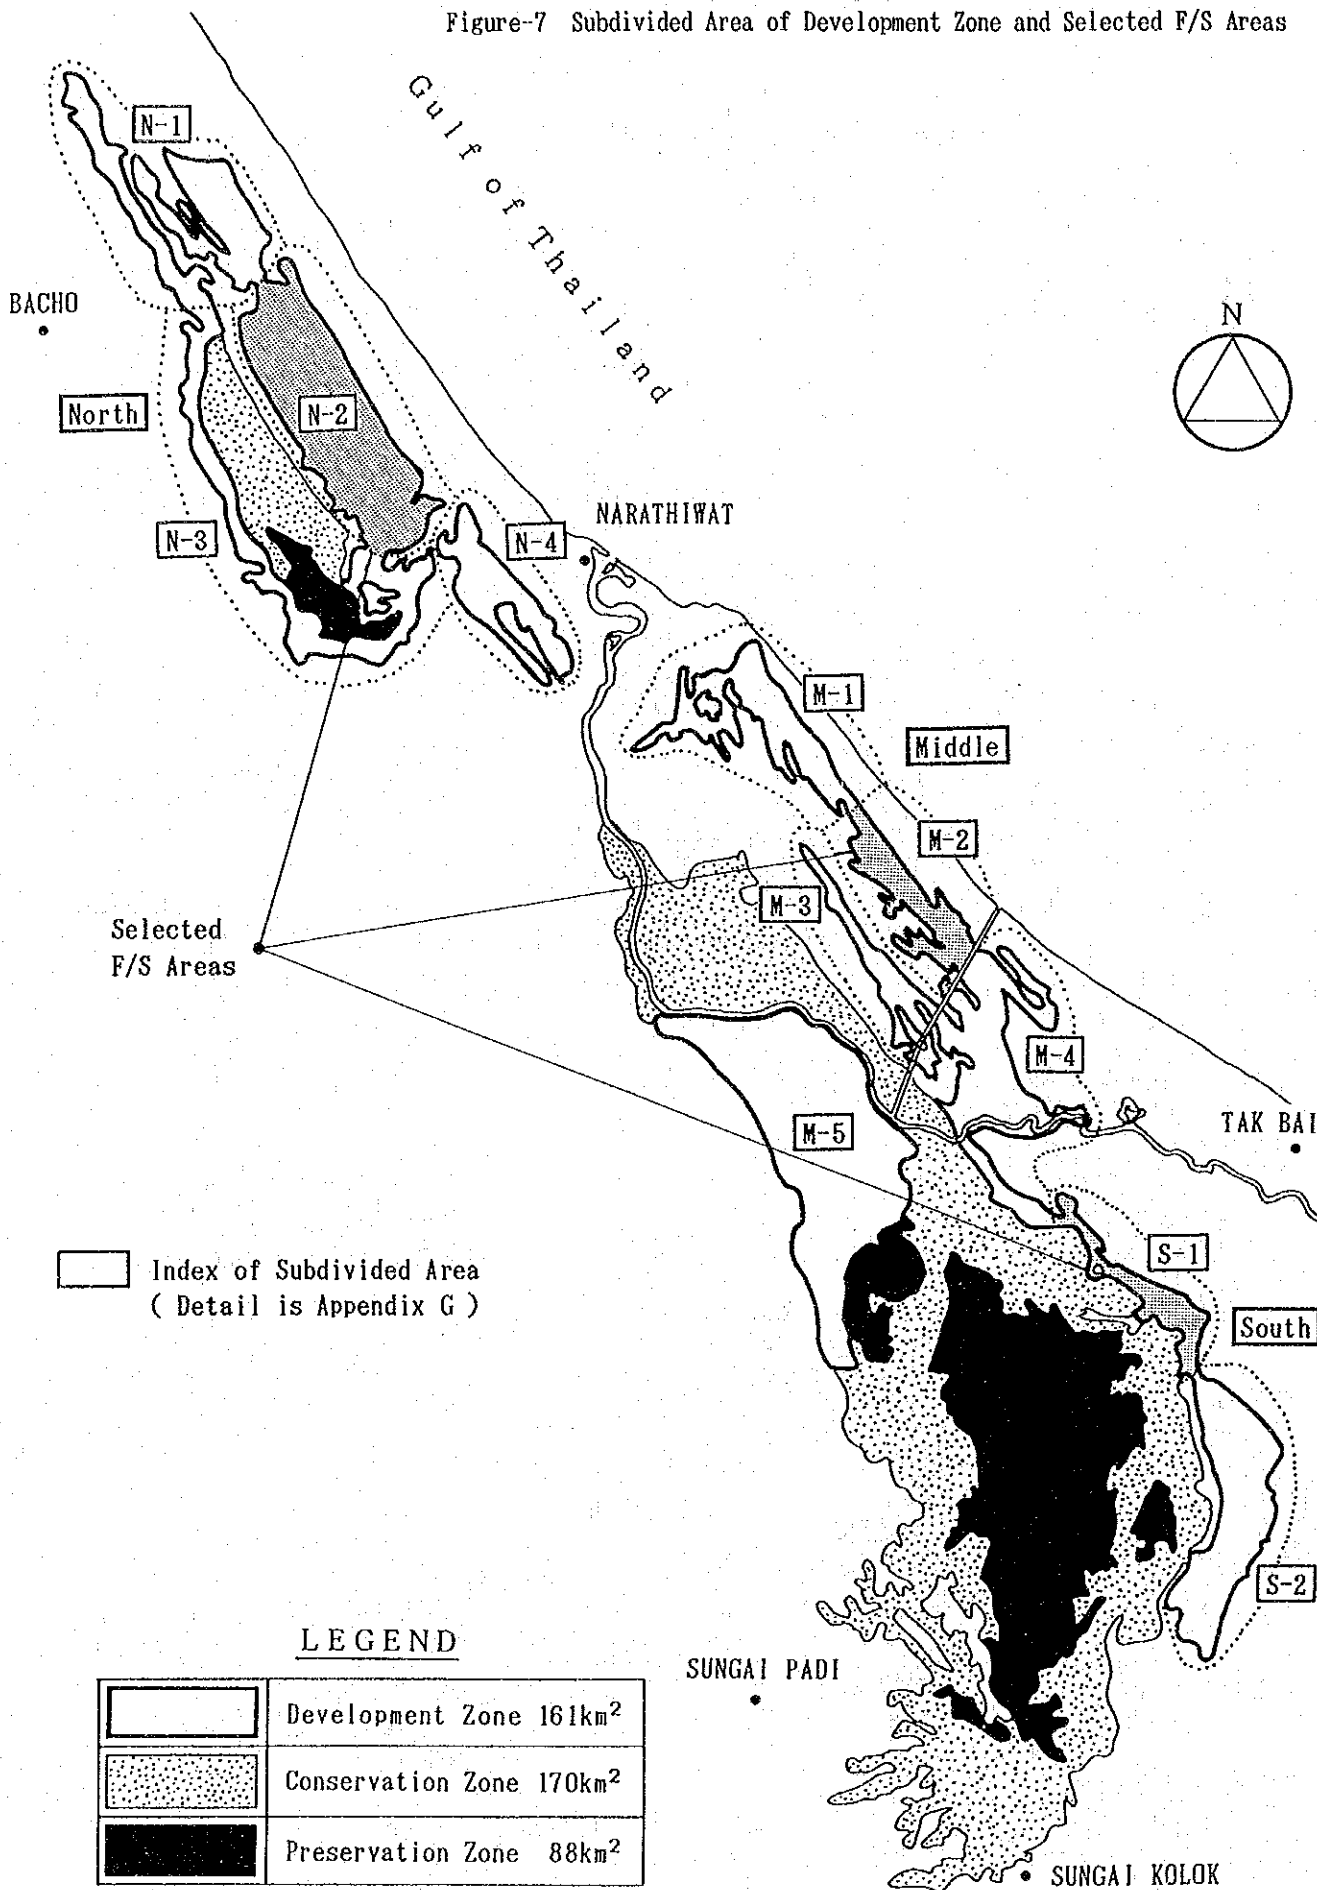 Figure-7 Subdivided Area of Development Zone and Selected F/S Areas
Gulf of Thailand
N-1
BACHO
N
North
N-2
N-3
N-4
NARATHIWAT
M-1
Middle
M-2
M-3
Selected
F/S Areas
M-4
M-5
TAK BAI
S-1
Index of Subdivided Area
( Detail is Appendix G )
South
S-2
LEGEND
SUNGAI PADI
Development Zone 161km²
Conservation Zone 170km²
Preservation Zone 88km²
SUNGAI KOLOK